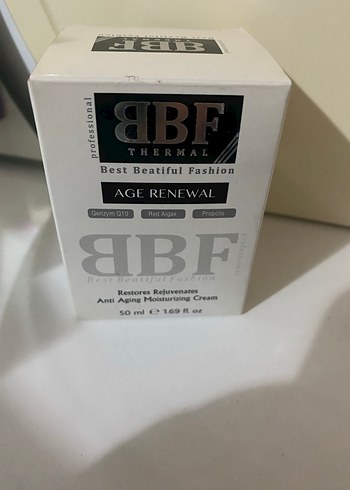 BBF
professional
BBF
THERMAL
Best Beatiful Fashion
AGE RENEWAL
Qenzymi Q10 Red Algae Propolis
BBF
Best Beatiful Fashion
Restores Rejuvenates
Anti Aging Moisturizing Cream
50 ml ℮ 1.69 fl. oz